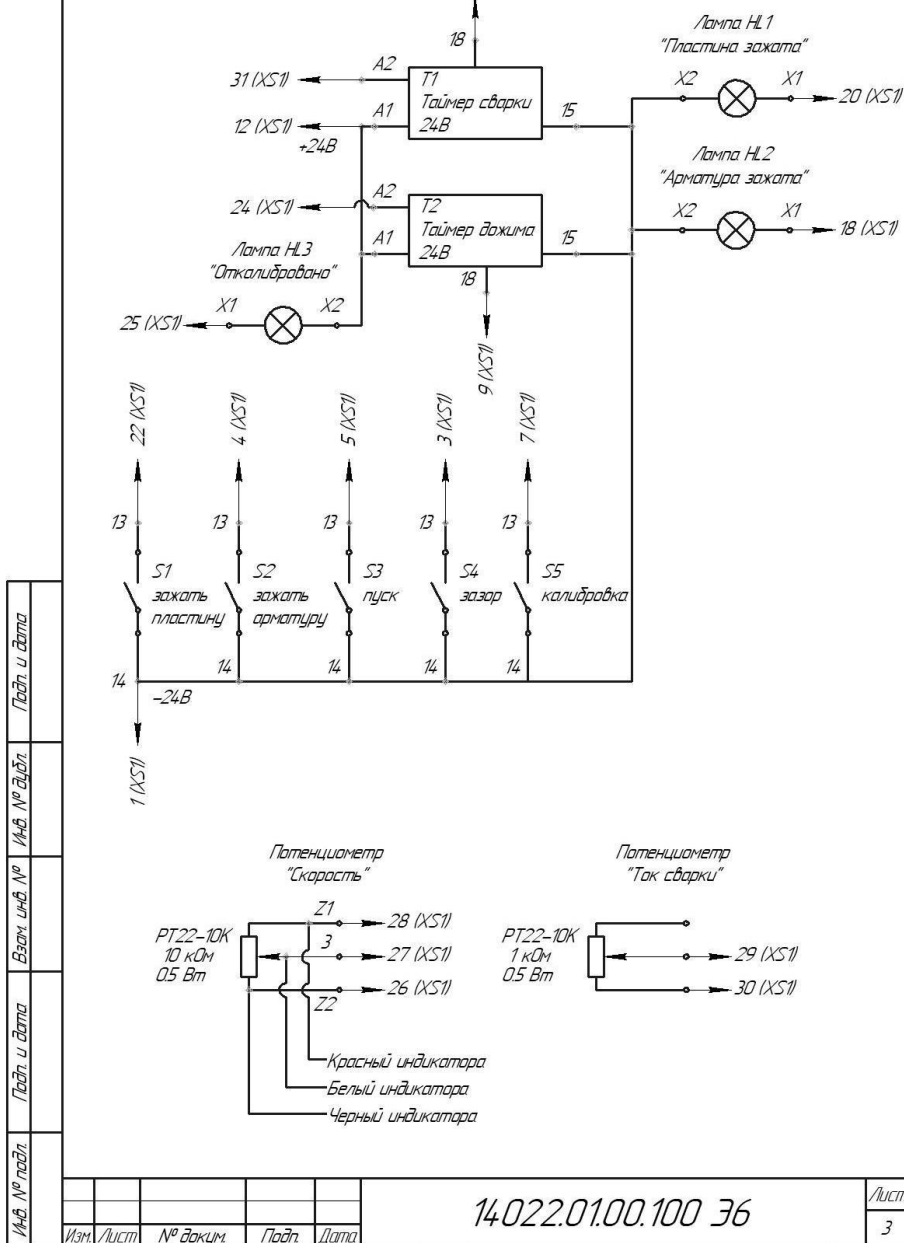 18
Лампа HL1
"Пластина зажата"
31 (XS1)
A2
T1
Таймер сварки
24В
X2
X1
20 (XS1)
12 (XS1)
A1
+24В
15
Лампа HL2
"Арматура зажата"
24 (XS1)
A2
T2
Таймер дожима
24В
X2
X1
18 (XS1)
A1
15
Лампа HL3
"Откалибровано"
18
25 (XS1)
X1
X2
9 (XS1)
22 (XS1)
4 (XS1)
5 (XS1)
3 (XS1)
7 (XS1)
13
13
13
13
13
S1
зажать
пластину
S2
зажать
арматуру
S3
пуск
S4
зазор
S5
калибровка
14
14
14
14
14
-24В
1 (XS1)
Потенциометр
"Скорость"
PT22-10К
10 кОм
0.5 Вт
Z1
28 (XS1)
3
27 (XS1)
Z2
26 (XS1)
Красный индикатора
Белый индикатора
Черный индикатора
Потенциометр
"Ток сварки"
PT22-10К
1 кОм
0.5 Вт
29 (XS1)
30 (XS1)
Подп. и дата
Инв. № дубл.
Взам. инв. №
Подп. и дата
Инв. № подл.
Изм. Лист № докум. Подп. Дата
14022.01.00.100 Э6
Лист
3